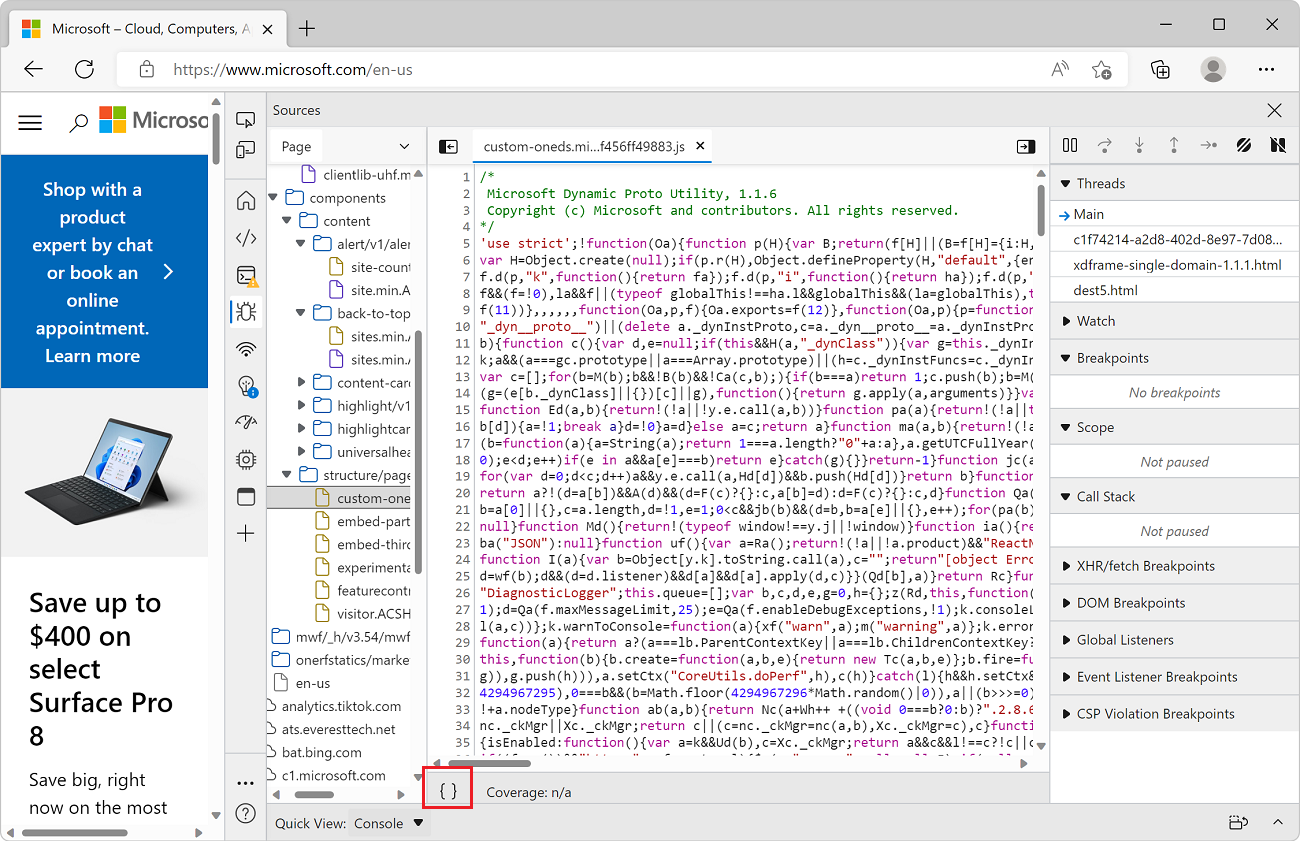 Microsoft – Cloud, Computers, A
https://www.microsoft.com/en-us
Microso
Shop with a
product
expert by chat
or book an
online
appointment.
Learn more
Save up to
$400 on
select
Surface Pro
8
Save big, right
now on the most
Sources
Page
clientlib-uhf.m
components
content
alert/v1/aler
site-count
site.min.A
back-to-top
sites.min.
sites.min.
content-car
highlight/v1
highlightcar
universalhea
structure/page
custom-one
embed-part
embed-third
experimenta
featurecontr
visitor.ACSH
mwf/_h/v3.54/mwf
onerfstatics/marke
en-us
analytics.tiktok.com
ats.everesttech.net
bat.bing.com
c1.microsoft.com
custom-oneds.mi...f456ff49883.js
1 /*
2 Microsoft Dynamic Proto Utility, 1.1.6
3 Copyright (c) Microsoft and contributors. All rights reserved.
4 */
5 'use strict';!function(Oa){function p(H){var B;return(f[H]||(B=f[H]={i:H,
6 var H=Object.create(null);if(p.r(H),Object.defineProperty(H,"default",{en
7 f.d(p,"k",function(){return fa});f.d(p,"i",function(){return ha});f.d(p,"
8 f&&(f=!0),la&&f||(typeof globalThis!==ha.l&&globalThis&&(la=globalThis),t
9 f(11))},,,,,,function(Oa,p,f){Oa.exports=f(12)},function(Oa,p){p=function
10 "_dyn__proto__")||(delete a._dynInstProto,c=a._dyn__proto__=a._dynInstPro
11 b){function c(){var d,e=null;if(this&&H(a,"_dynClass")){var g=this._dynIn
12 k;a&&(a===gc.prototype||a===Array.prototype)||(h=c._dynInstFuncs=c._dynIn
13 var c=[];for(b=M(b);b&&!B(b)&&!Ca(c,b);){if(b===a)return 1;c.push(b);b=M(
14 (g=(e[b._dynClass]||{})[c]||g),function(){return g.apply(a,arguments)}}va
15 function Ed(a,b){return(!a||!y.e.call(a,b))}function pa(a){return(!a||t
16 b[d]){a=!1;break a}d=!0}a=d}else a=c;return a}function ma(a,b){return(!a
17 (b=function(a){a=String(a);return 1===a.length?"0"+a:a},a.getUTCFullYear(
18 0);e<d;e++)if(e in a&&a[e]===b)return e}catch(g){}}return-1}function jc(a
19 for(var d=0;d<c;d++)a&&y.e.call(a,Hd[d])&&b.push(Hd[d])}return b}function
20 return a?!(d=a[b])&&A(d)&&(d=F(c)?{}:c,a[b]=d):d=F(c)?{}:c,d}function Qa(
21 b=a[0]||{},c=a.length,d=!1,e=1;0<c&&jb(b)&&(d=b,b=a[e]||{},e++);for(pa(b)
22 null}function Md(){return!(typeof window!==y.j||!window)}function ia(){re
23 ba("JSON"):null}function uf(){var a=Ra();return!(!a||!a.product)&&"ReactN
24 function I(a){var b=Object[y.k].toString.call(a),c="";return"[object Erro
25 d=wf(b);d&&(d=d.listener)&&d[a]&&d[a].apply(d,c)}}(Qd[b],a)}return Rc}fun
26 "DiagnosticLogger";this.queue=[];var b,c,d,e,g=0,h={};z(Rd,this,function(
27 1);d=Qa(f.maxMessageLimit,25);e=Qa(f.enableDebugExceptions,!1);k.consoleL
28 l(a,c))};k.warnToConsole=function(a){xf("warn",a);m("warning",a)};k.error
29 function(a){return a?(a===lb.ParentContextKey||a===lb.ChildrenContextKey?
30 this,function(b){b.create=function(a,b,e){return new Tc(a,b,e)};b.fire=fu
31 g)),g.push(h))),a.setCtx("CoreUtils.doPerf",h),c(h)}catch(l){h&&h.setCtx&
32 4294967295),0===b&&(b=Math.floor(4294967296*Math.random()|0)),a||(b>>>=0)
33 !+a.nodeType}function ab(a,b){return Nc(a+Wh++ +((void 0===b?0:b)?".2.8.6
34 nc._ckMgr||Xc._ckMgr;return c||(c=nc._ckMgr=nc(a,b),Xc._ckMgr=c),c}functi
35 {isEnabled:function(){var a=k&&Ud(b),c=Xc._ckMgr;return a&&c&&l!==c?!c||c
{ }
Coverage: n/a
Quick View: Console
Threads
Main
c1f74214-a2d8-402d-8e97-7d08...
xdframe-single-domain-1.1.1.html
dest5.html
Watch
Breakpoints
No breakpoints
Scope
Not paused
Call Stack
Not paused
XHR/fetch Breakpoints
DOM Breakpoints
Global Listeners
Event Listener Breakpoints
CSP Violation Breakpoints